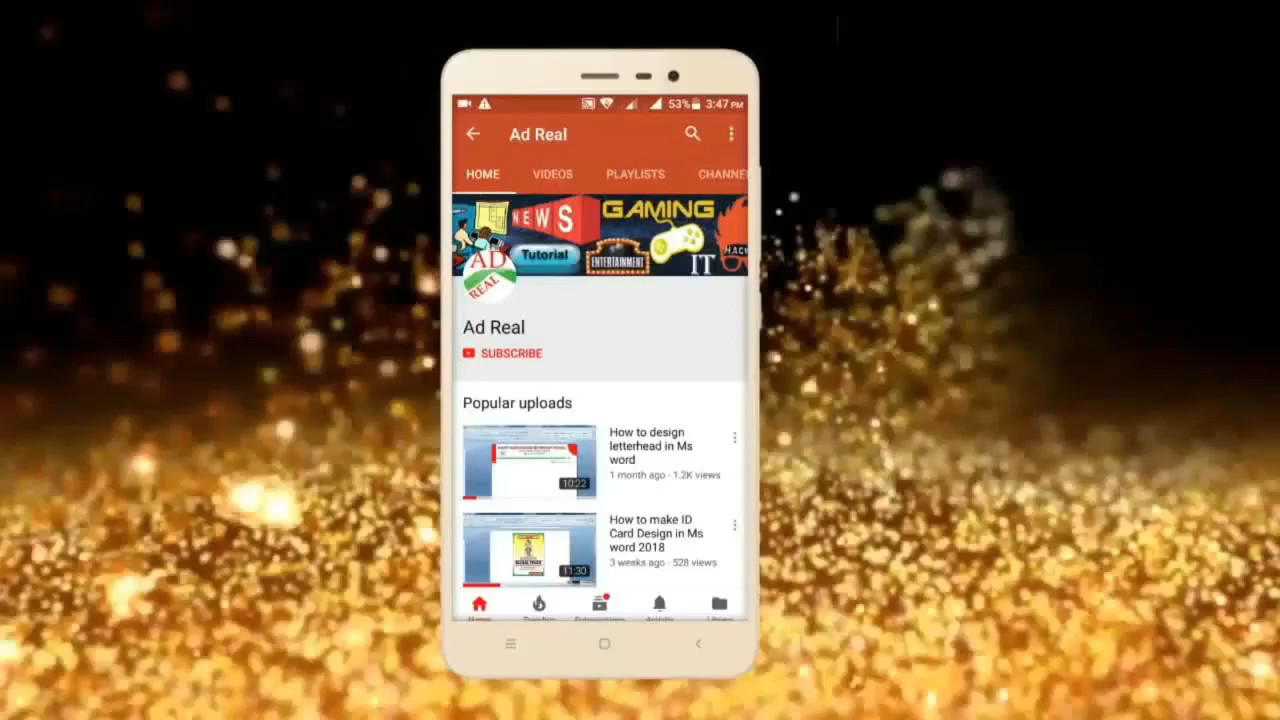 53% 3:47 PM
Ad Real
HOME VIDEOS PLAYLISTS CHANNE
NEWS GAMING
Tutorial ENTERTAINMENT IT HACK
AD
REAL
Ad Real
SUBSCRIBE
Popular uploads
How to design
letterhead in Ms
word
1 month ago · 1.2K views
10:22
How to make ID
Card Design in Ms
word 2018
3 weeks ago · 528 views
11:30